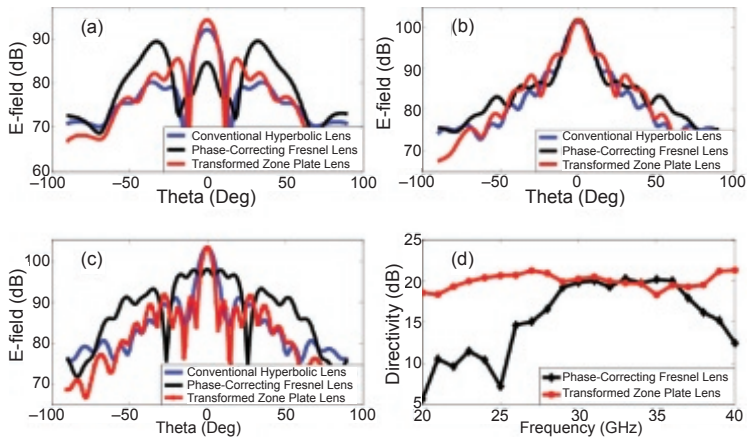 (a)
E-field (dB)
90
80
70
60
Conventional Hyperbolic Lens
Phase-Correcting Fresnel Lens
Transformed Zone Plate Lens
–100
–50
0
50
100
Theta (Deg)
(b)
E-field (dB)
100
90
80
70
Conventional Hyperbolic Lens
Phase-Correcting Fresnel Lens
Transformed Zone Plate Lens
–100
–50
0
50
100
Theta (Deg)
(c)
E-field (dB)
100
90
80
70
Conventional Hyperbolic Lens
Phase-Correcting Fresnel Lens
Transformed Zone Plate Lens
–100
–50
0
50
100
Theta (Deg)
(d)
Directivity (dB)
25
20
15
10
5
Phase-Correcting Fresnel Lens
Transformed Zone Plate Lens
20
25
30
35
40
Frequency (GHz)